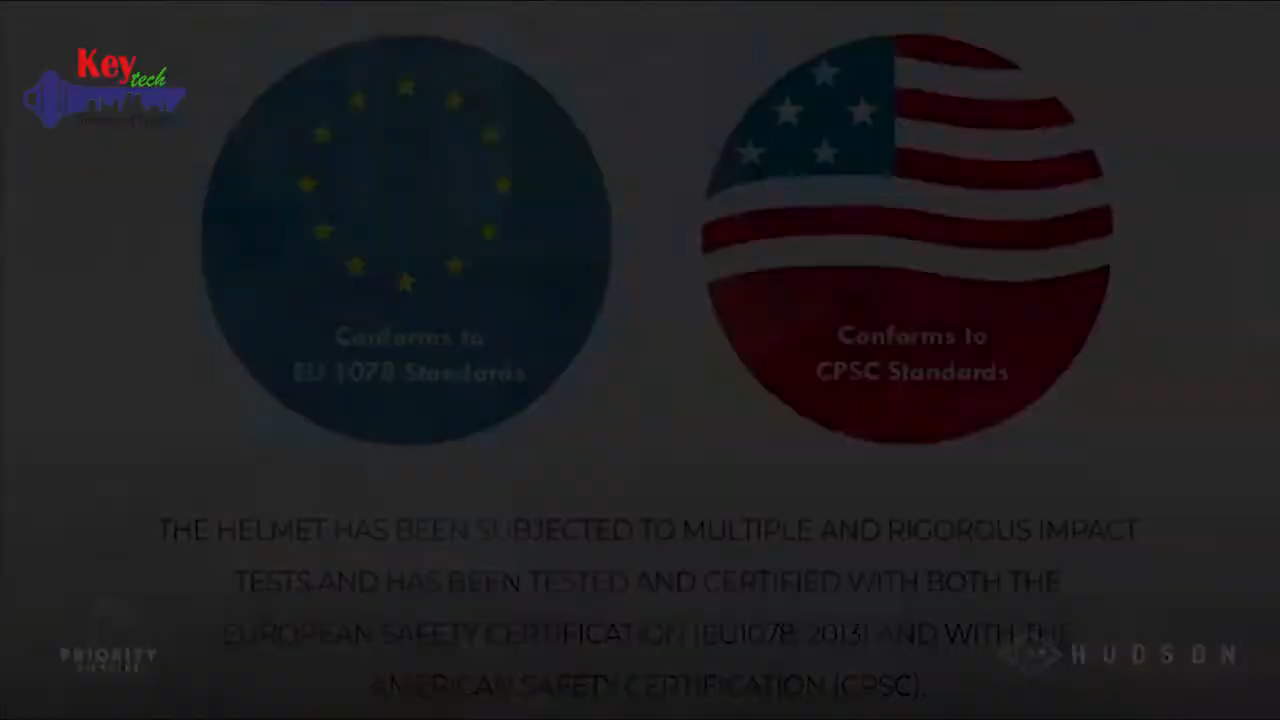 Key
tech
Conforms to
EU 1078 Standards
Conforms to
CPSC Standards
THE HELMET HAS BEEN SUBJECTED TO MULTIPLE AND RIGOROUS IMPACT
TESTS AND HAS BEEN TESTED AND CERTIFIED WITH BOTH THE
EUROPEAN SAFETY CERTIFICATION (EU1078: 2013) AND WITH THE
AMERICAN SAFETY CERTIFICATION (CPSC).
PRIORITY
BICYCLES
HUDSON